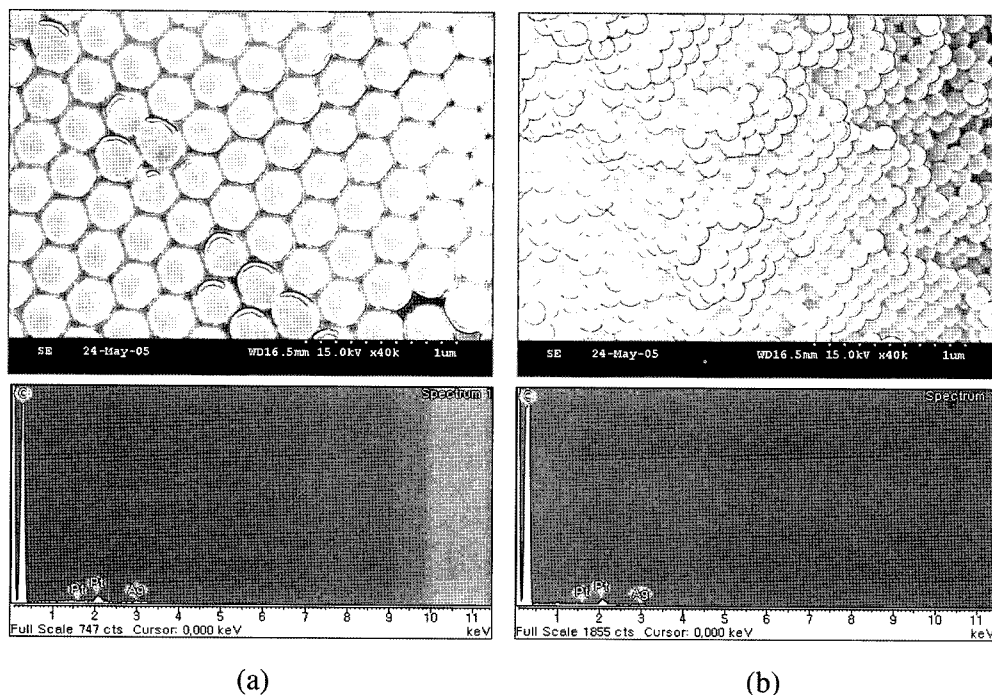 SE 24-May-05 WD16.5mm 15.0kV x40k 1um
SE 24-May-05 WD16.5mm 15.0kV x40k 1um
C
Spectrum 1
Pt Pt Ag
1 2 3 4 5 6 7 8 9 10 11
Full Scale 747 cts Cursor: 0,000 keV keV
C
Spectrum
Pt Pt Ag
1 2 3 4 5 6 7 8 9 10 11
Full Scale 1855 cts Cursor: 0,000 keV keV
(a)
(b)